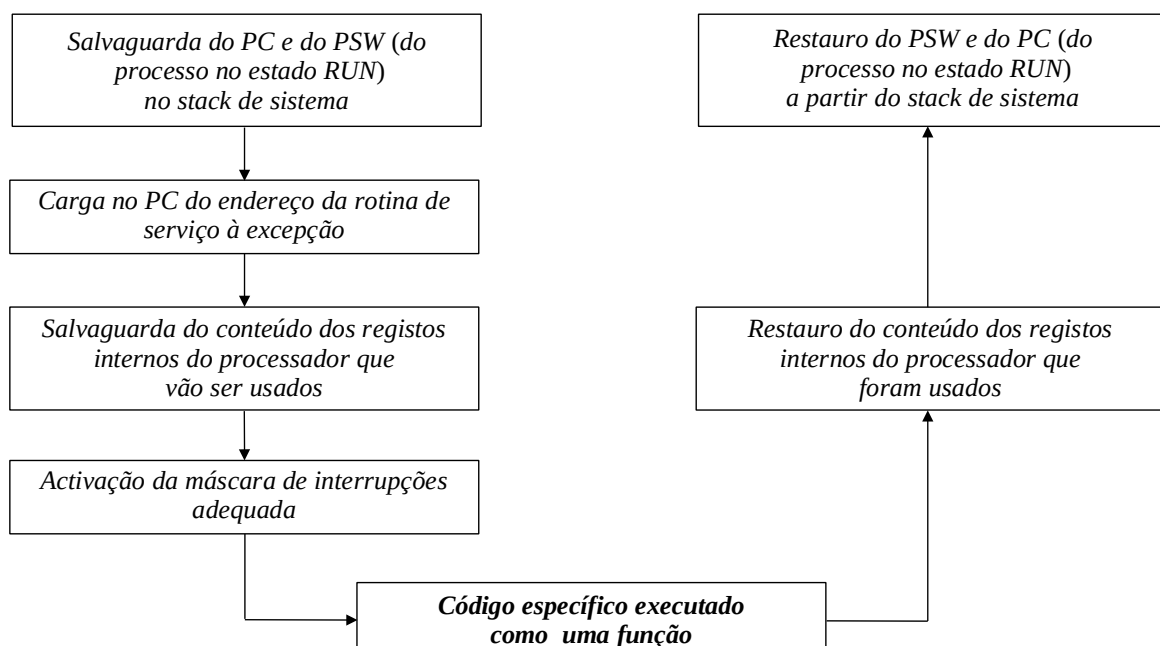 Salvaguarda do PC e do PSW (do
processo no estado RUN)
no stack de sistema
Carga no PC do endereço da rotina de
serviço à excepção
Salvaguarda do conteúdo dos registos
internos do processador que
vão ser usados
Activação da máscara de interrupções
adequada
Código específico executado
como uma função
Restauro do conteúdo dos registos
internos do processador que
foram usados
Restauro do PSW e do PC (do
processo no estado RUN)
a partir do stack de sistema